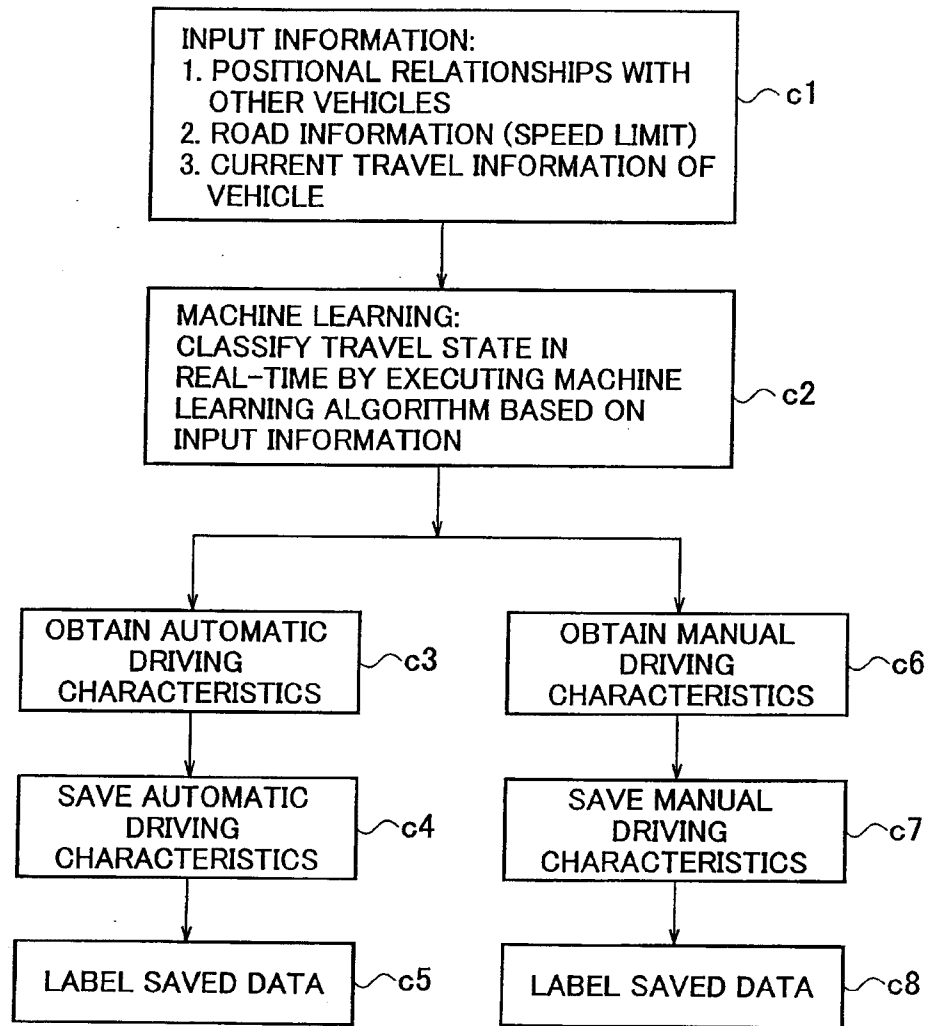 INPUT INFORMATION:
1. POSITIONAL RELATIONSHIPS WITH
OTHER VEHICLES
2. ROAD INFORMATION (SPEED LIMIT)
3. CURRENT TRAVEL INFORMATION OF
VEHICLE
c1
MACHINE LEARNING:
CLASSIFY TRAVEL STATE IN
REAL-TIME BY EXECUTING MACHINE
LEARNING ALGORITHM BASED ON
INPUT INFORMATION
c2
OBTAIN AUTOMATIC
DRIVING
CHARACTERISTICS
c3
OBTAIN MANUAL
DRIVING
CHARACTERISTICS
c6
SAVE AUTOMATIC
DRIVING
CHARACTERISTICS
c4
SAVE MANUAL
DRIVING
CHARACTERISTICS
c7
LABEL SAVED DATA
c5
LABEL SAVED DATA
c8